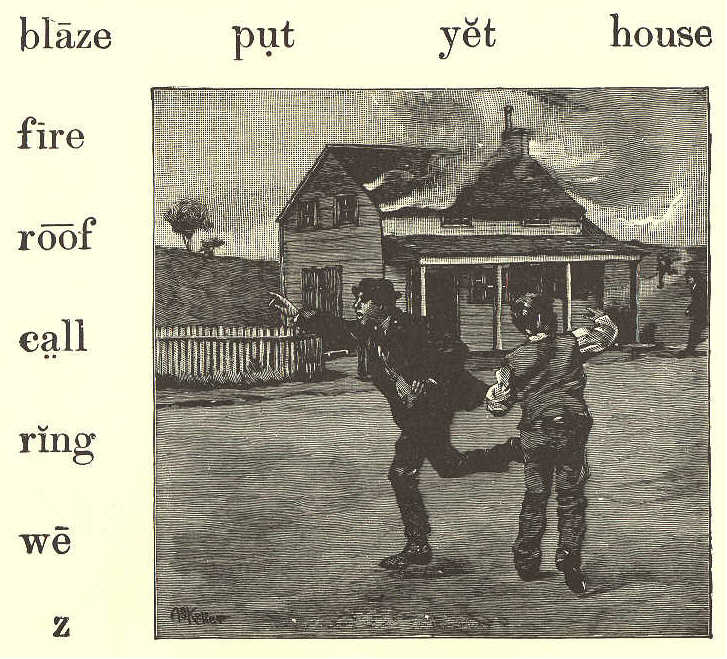 blāze pụt yĕt house
fīre
ro͞of
ca̤ll
rĭng
wē
z